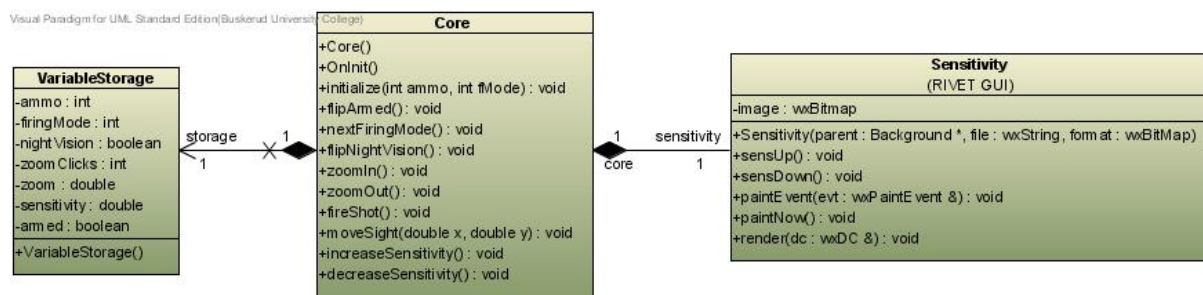 Visual Paradigm for UML Standard Edition(Buskerud University College)
VariableStorage
-ammo : int
-firingMode : int
-nightVision : boolean
-zoomClicks : int
-zoom : double
-sensitivity : double
-armed : boolean
+VariableStorage()
storage
1
1
Core
+Core()
+OnInit()
+initialize(int ammo, int fMode) : void
+flipArmed() : void
+nextFiringMode() : void
+flipNightVision() : void
+zoomIn() : void
+zoomOut() : void
+fireShot() : void
+moveSight(double x, double y) : void
+increaseSensitivity() : void
+decreaseSensitivity() : void
1
core
sensitivity
1
Sensitivity
(RIVET GUI)
-image : wxBitmap
+Sensitivity(parent : Background *, file : wxString, format : wxBitMap)
+sensUp() : void
+sensDown() : void
+paintEvent(evt : wxPaintEvent &) : void
+paintNow() : void
+render(dc : wxDC &) : void